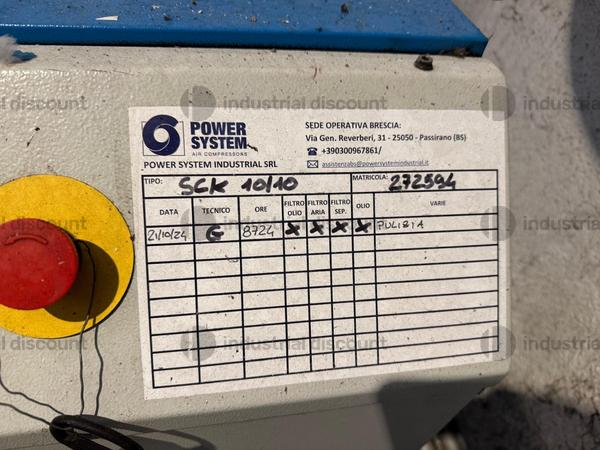 industrial discount
POWER SYSTEM
AIR COMPRESSORS
POWER SYSTEM INDUSTRIAL SRL
SEDE OPERATIVA BRESCIA:
Via Gen. Reverberi, 31 - 25050 - Passirano (BS)
+390300967861/
assistenzabs@powersystemindustrial.it
TIPO: SCK 10/10 MATRICOLA: 272594
DATA TECNICO ORE FILTRO OLIO FILTRO ARIA FILTRO SEP. OLIO VARIE
21/10/24 G 8724 X X X X PULIZIA
industrial discount
industrial discount